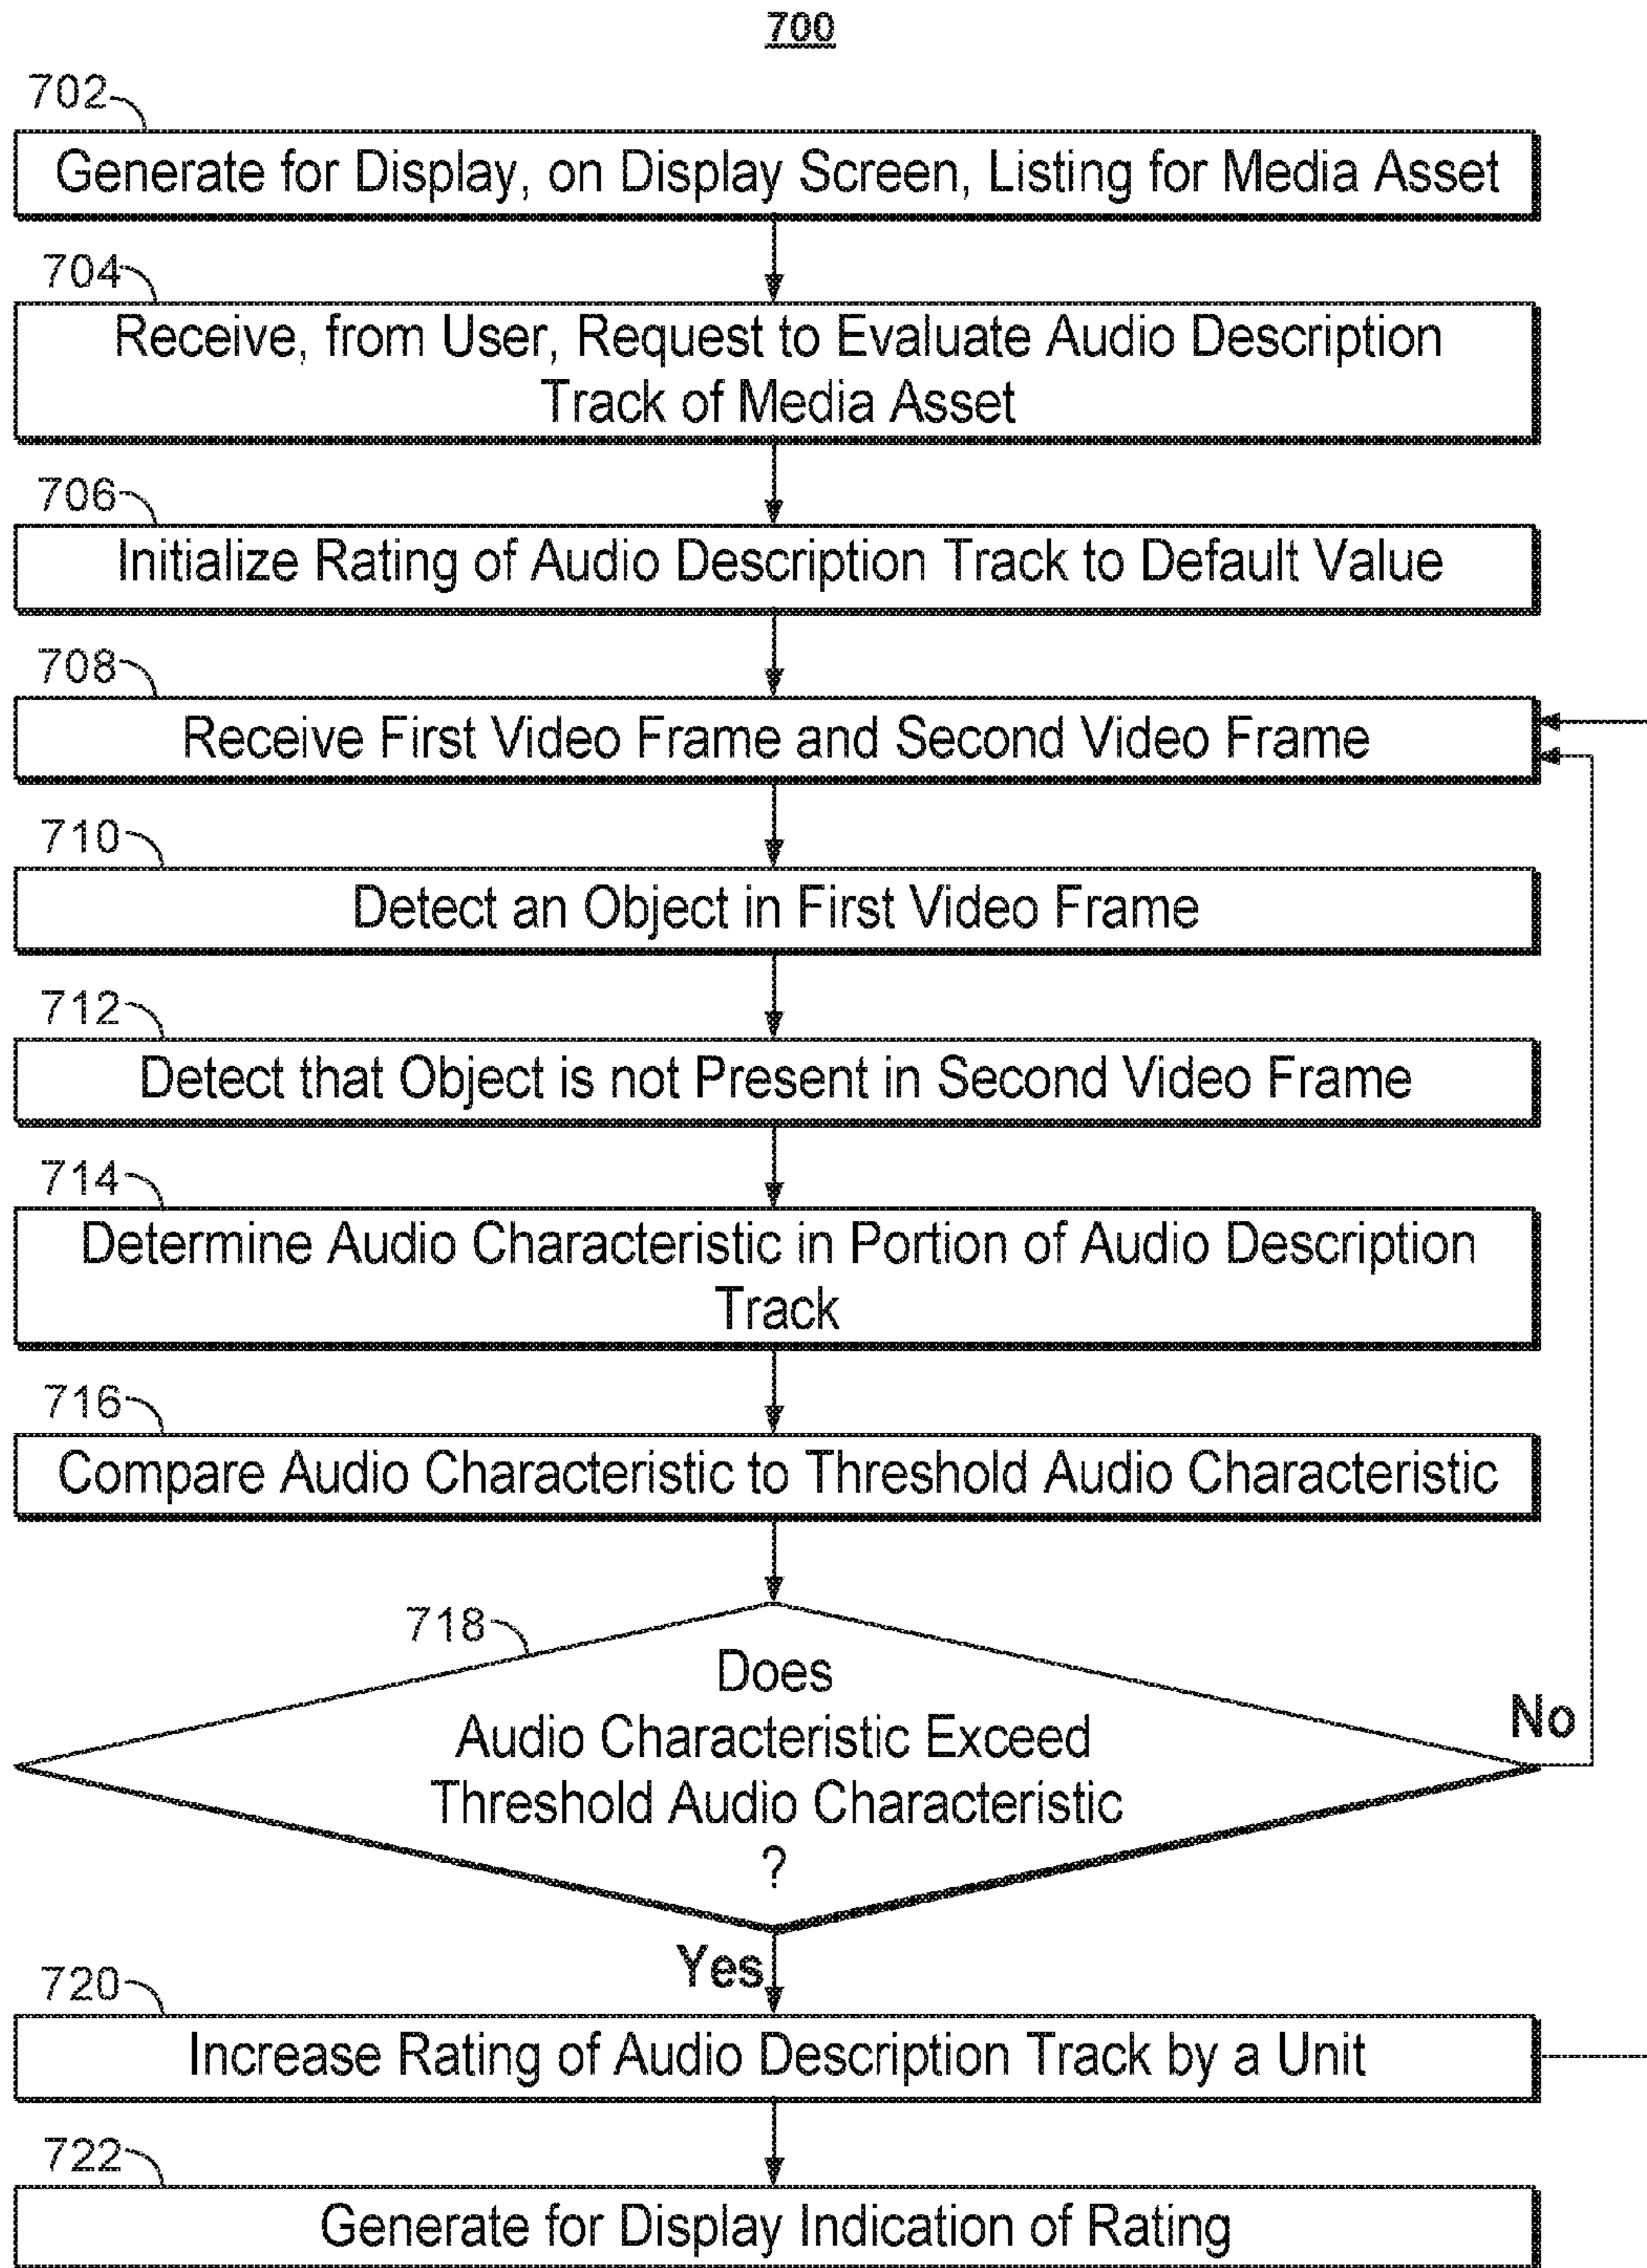 700
702
Generate for Display, on Display Screen, Listing for Media Asset
704
Receive, from User, Request to Evaluate Audio Description
Track of Media Asset
706
Initialize Rating of Audio Description Track to Default Value
708
Receive First Video Frame and Second Video Frame
710
Detect an Object in First Video Frame
712
Detect that Object is not Present in Second Video Frame
714
Determine Audio Characteristic in Portion of Audio Description
Track
716
Compare Audio Characteristic to Threshold Audio Characteristic
718
Does
Audio Characteristic Exceed
Threshold Audio Characteristic
?
No
Yes
720
Increase Rating of Audio Description Track by a Unit
722
Generate for Display Indication of Rating